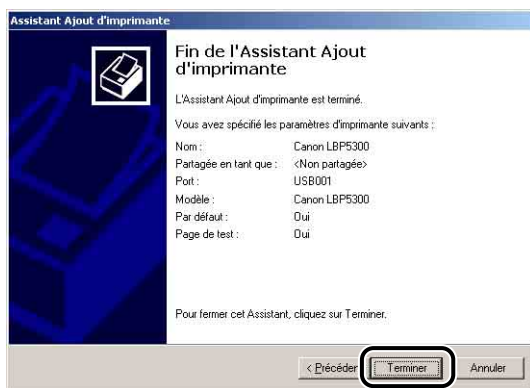 Assistant Ajout d'imprimante
Fin de l'Assistant Ajout
d'imprimante
L'Assistant Ajout d'imprimante est terminé.
Vous avez spécifié les paramètres d'imprimante suivants :
Nom : Canon LBP5300
Partagée en tant que : <Non partagée>
Port : USB001
Modèle : Canon LBP5300
Par défaut : Oui
Page de test : Oui
Pour fermer cet Assistant, cliquez sur Terminer.
< Précéder Terminer Annuler